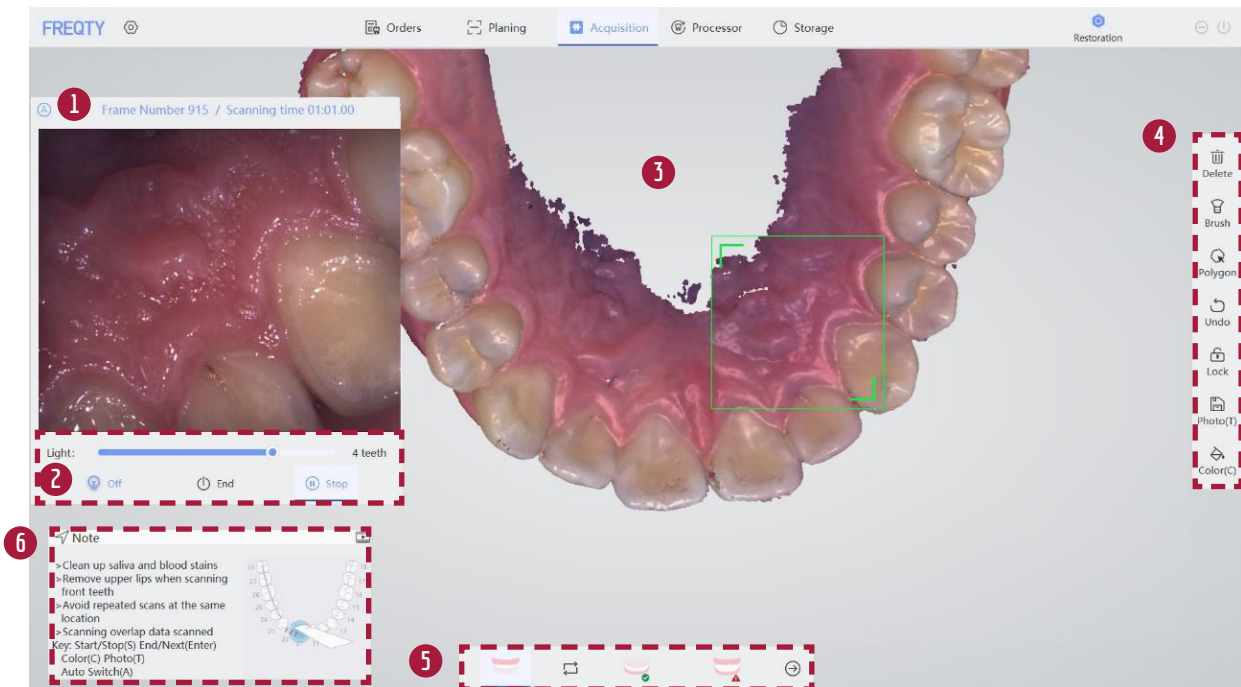 FREQTY
Orders
Planing
Acquisition
Processor
Storage
Restoration
1
A Frame Number 915 / Scanning time 01:01.00
3
4
Delete
Brush
Polygon
Undo
Lock
Photo(T)
Color(C)
Light: 4 teeth
2
Off
End
Stop
6
Note
>Clean up saliva and blood stains
>Remove upper lips when scanning
front teeth
>Avoid repeated scans at the same
location
>Scanning overlap data scanned
Key: Start/Stop(S) End/Next(Enter)
Color(C) Photo(T)
Auto Switch(A)
5